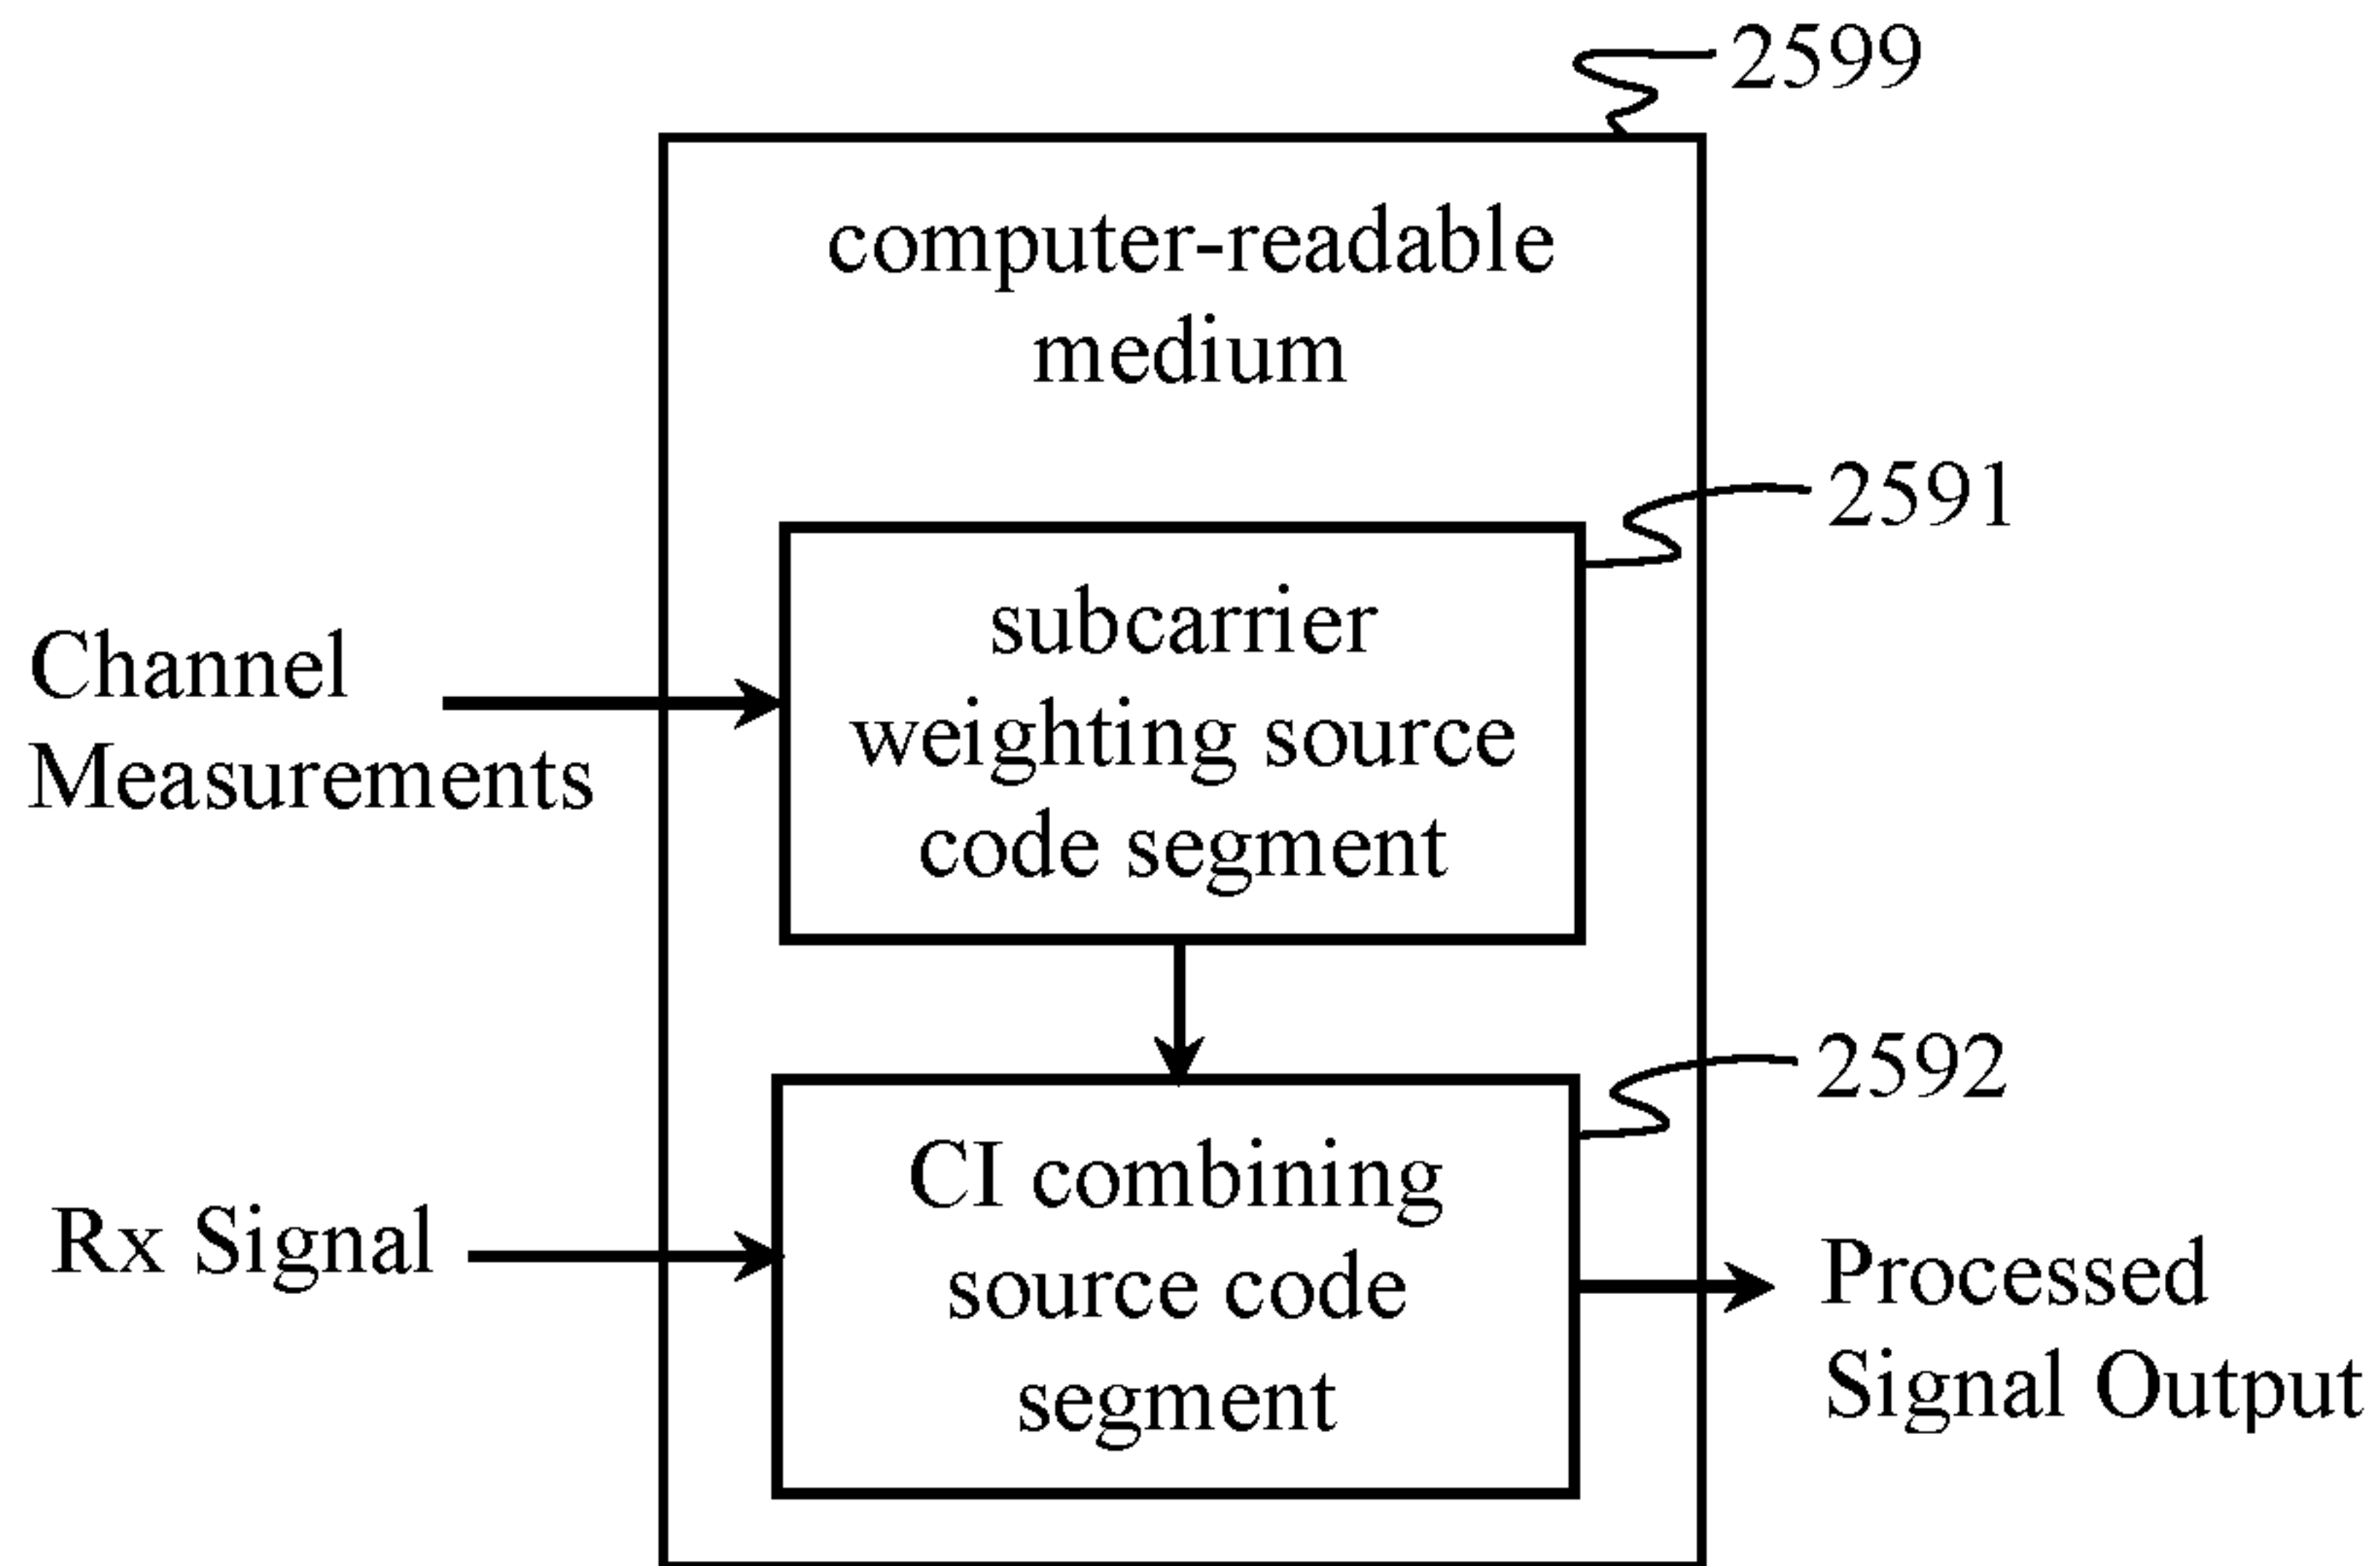 2599
computer-readable
medium
2591
subcarrier
weighting source
code segment
Channel
Measurements
2592
CI combining
source code
segment
Rx Signal
Processed
Signal Output